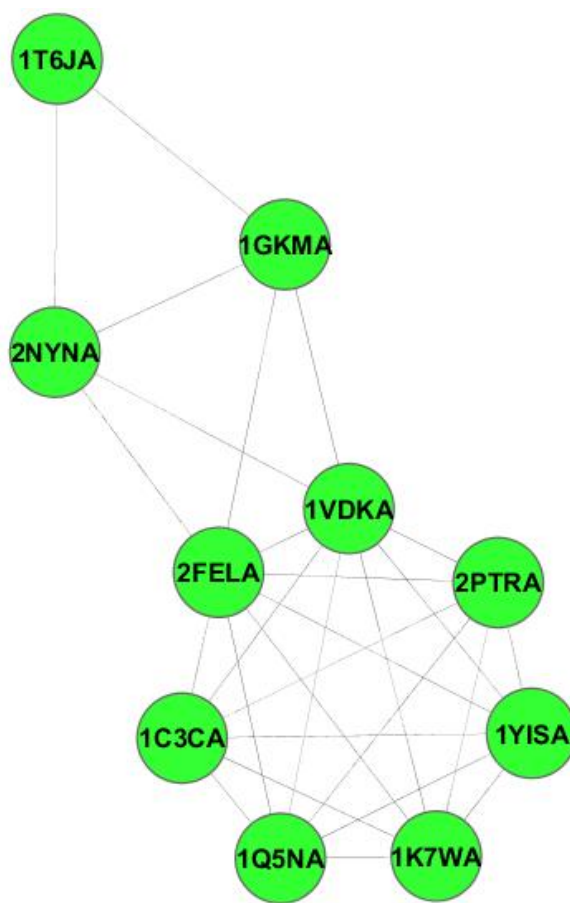 1T6JA
1GKMA
2NYNA
1VDKA
2FELA
2PTRA
1C3CA
1YISA
1Q5NA
1K7WA